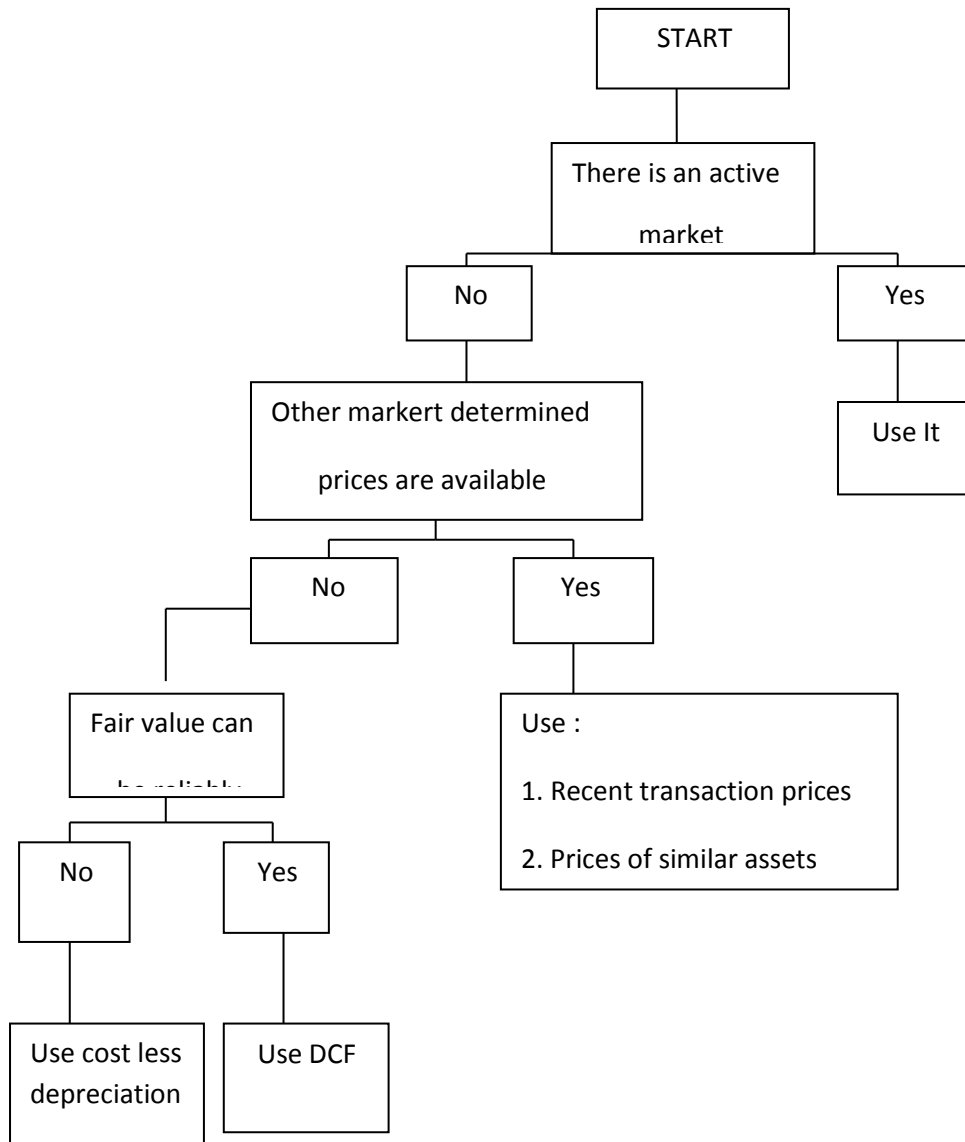 START
There is an active
market
No
Yes
Other markert determined
prices are available
Use It
No
Yes
Fair value can
be reliably
Use :
1. Recent transaction prices
2. Prices of similar assets
No
Yes
Use cost less
depreciation
Use DCF